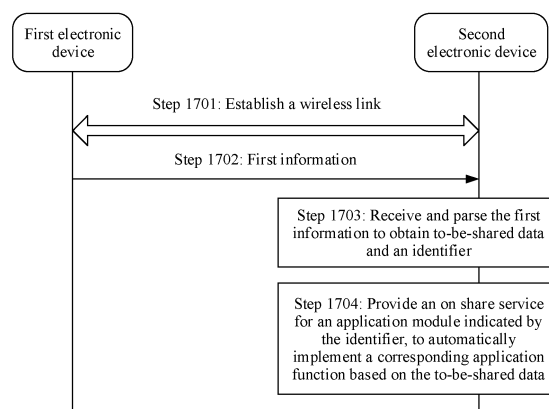 First electronic
device
Second
electronic device
Step 1701: Establish a wireless link
Step 1702: First information
Step 1703: Receive and parse the first
information to obtain to-be-shared data
and an identifier
Step 1704: Provide an on share service
for an application module indicated by
the identifier, to automatically
implement a corresponding application
function based on the to-be-shared data